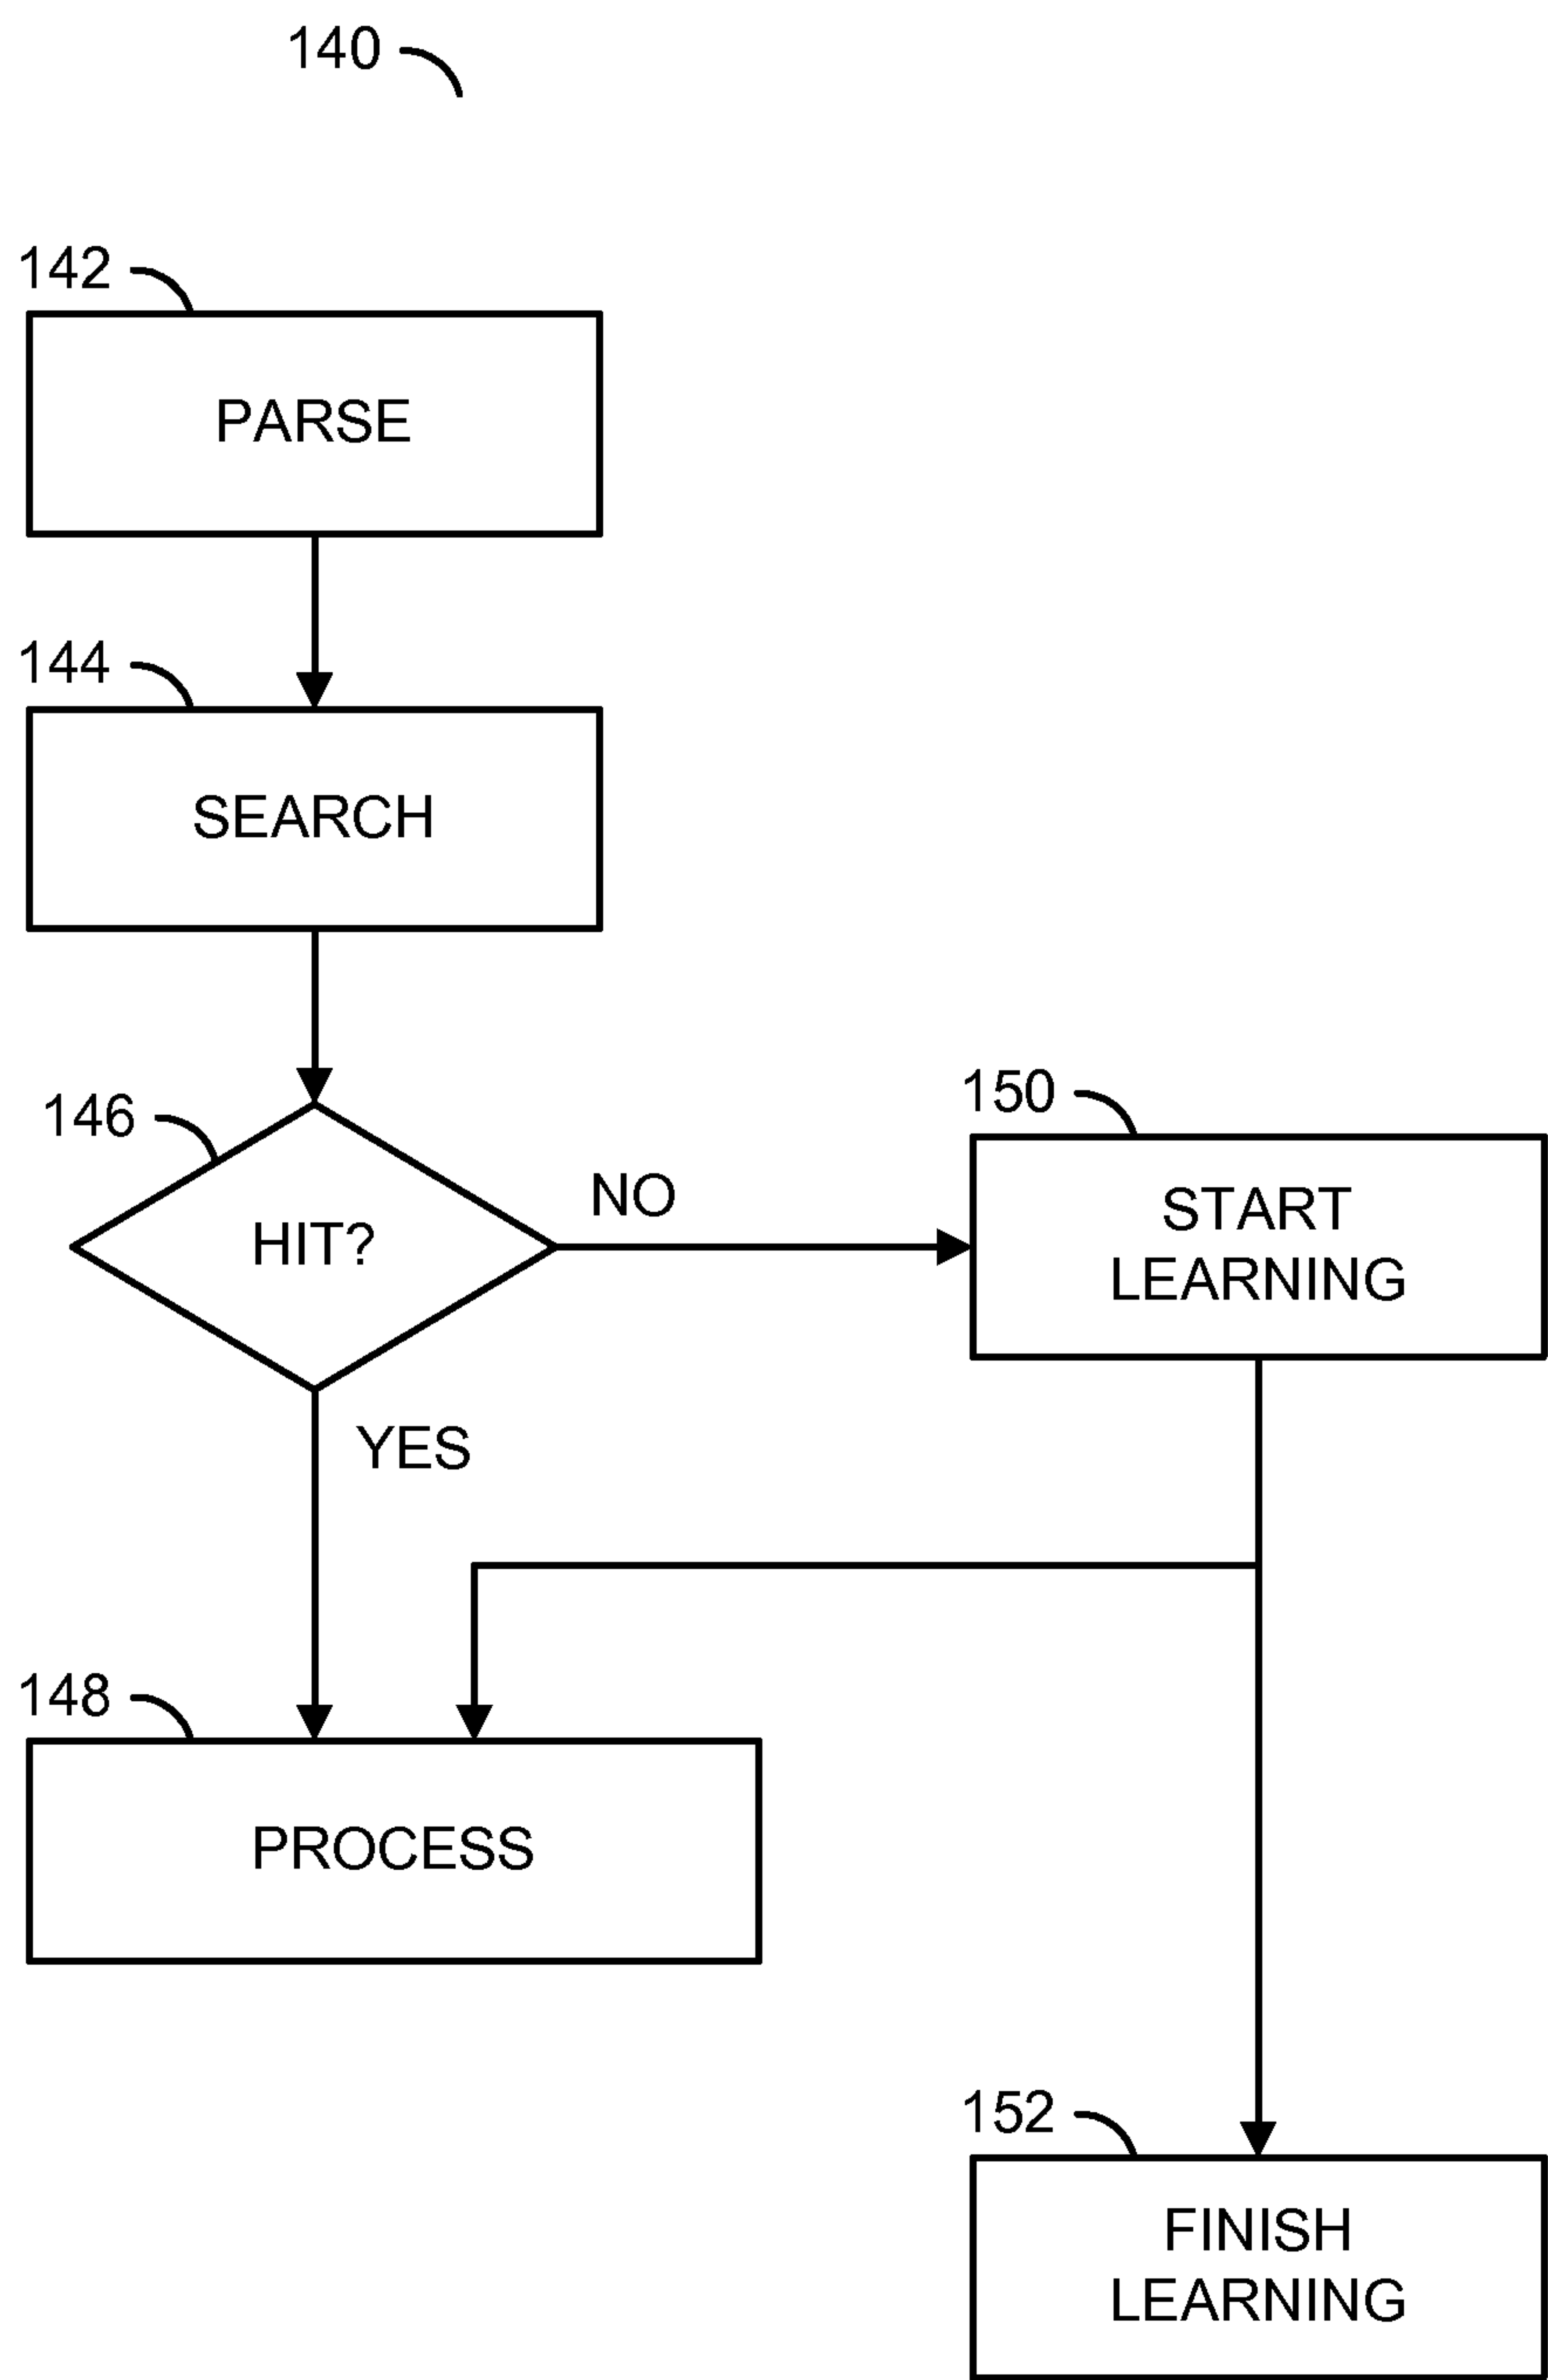 140
142
PARSE
144
SEARCH
146
HIT?
NO
150
START
LEARNING
YES
148
PROCESS
152
FINISH
LEARNING